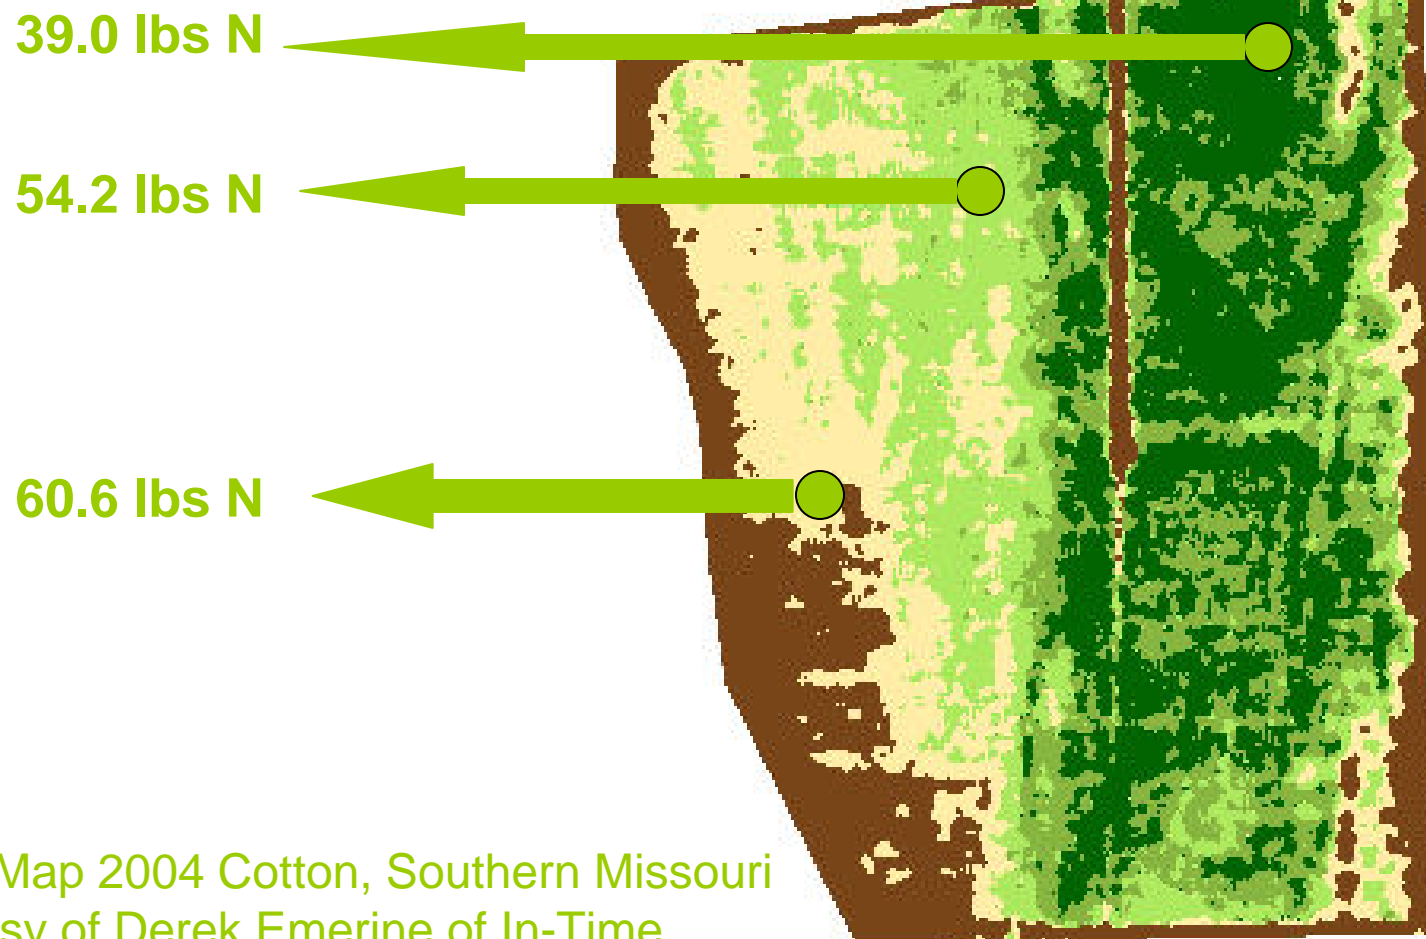 39.0 lbs N
54.2 lbs N
60.6 lbs N
Map 2004 Cotton, Southern Missouri
of Derek Emerine of In-Time